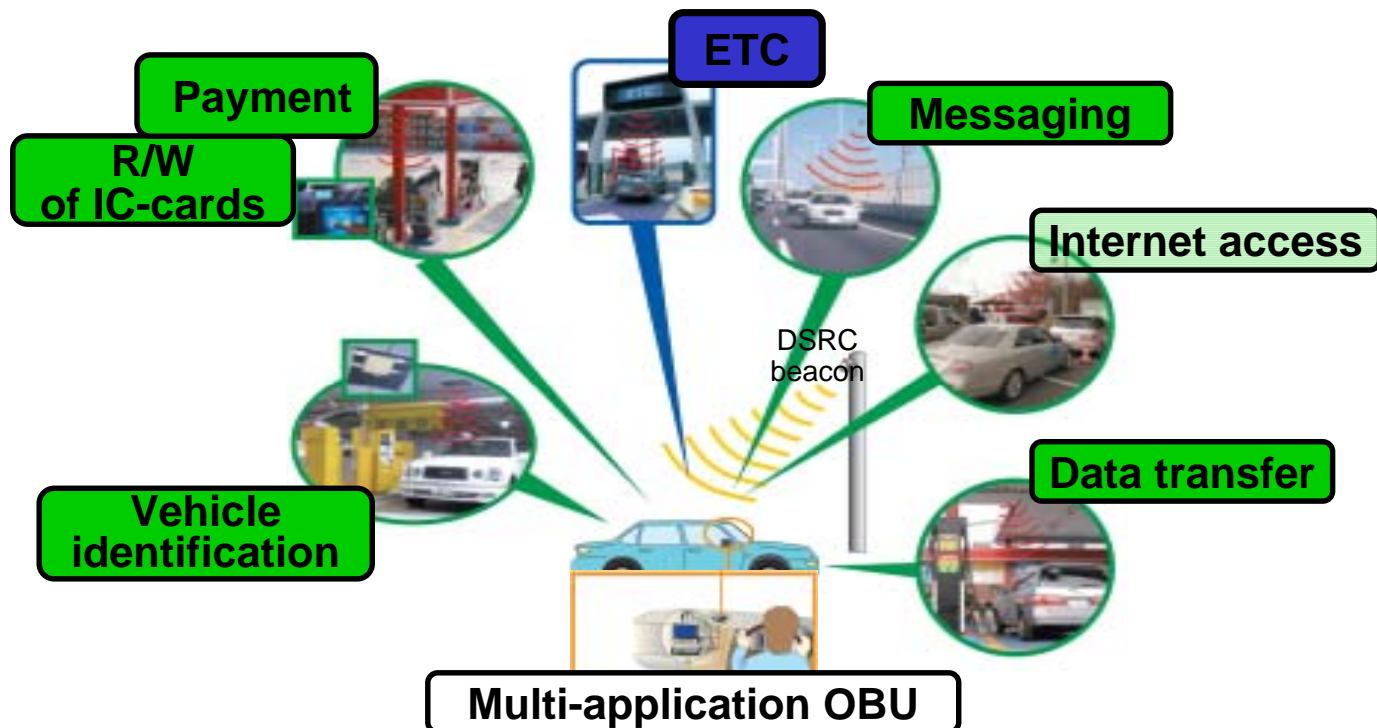 ETC
Payment
Messaging
R/W
of IC-cards
Internet access
DSRC
beacon
Data transfer
Vehicle
identification
Multi-application OBU